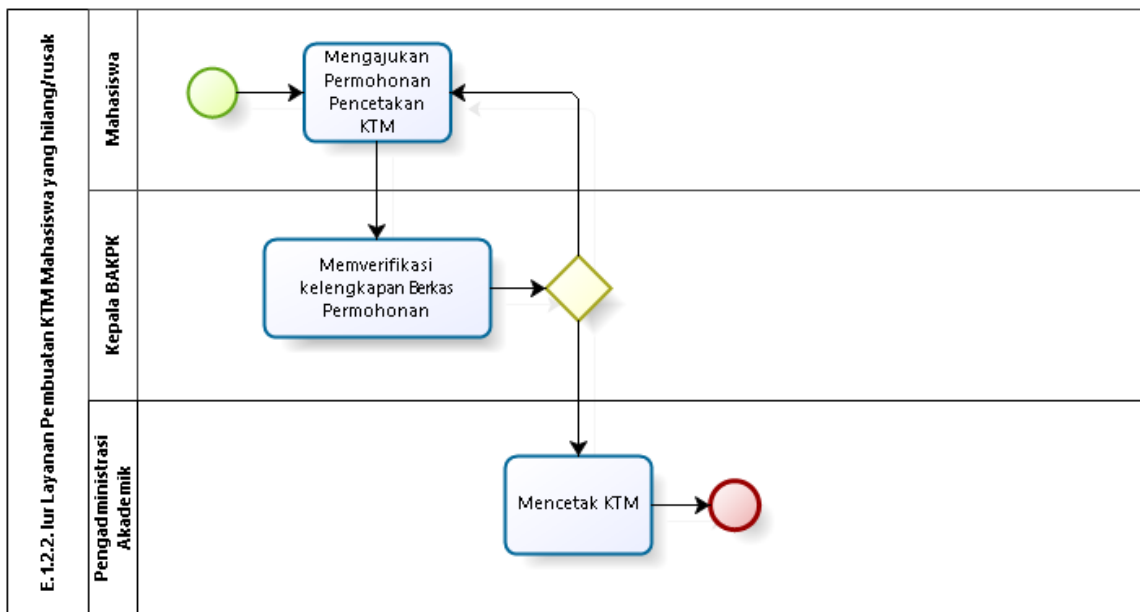 E.1.2.2. lur Layanan Pembuatan KTM Mahasiswa yang hilang/rusak
Mahasiswa
Mengajukan
Permohonan
Pencetakan
KTM
Kepala BAKPK
Memverifikasi
kelengkapan Berkas
Permohonan
Pengadministrasi
Akademik
Mencetak KTM